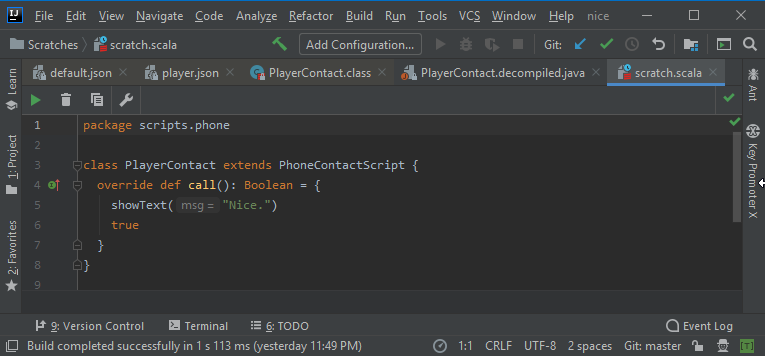 IJ File Edit View Navigate Code Analyze Refactor Build Run Tools VCS Window Help nice
Scratches scratch.scala Add Configuration... Git:
default.json player.json PlayerContact.class PlayerContact.decompiled.java scratch.scala
Learn
1: Project
2: Favorites
Ant
Key Promoter X
1 package scripts.phone
2
3 class PlayerContact extends PhoneContactScript {
4 override def call(): Boolean = {
5 showText( msg = "Nice.")
6 true
7 }
8 }
9
9: Version Control Terminal 6: TODO Event Log
Build completed successfully in 1 s 113 ms (yesterday 11:49 PM) 1:1 CRLF UTF-8 2 spaces Git: master [T]